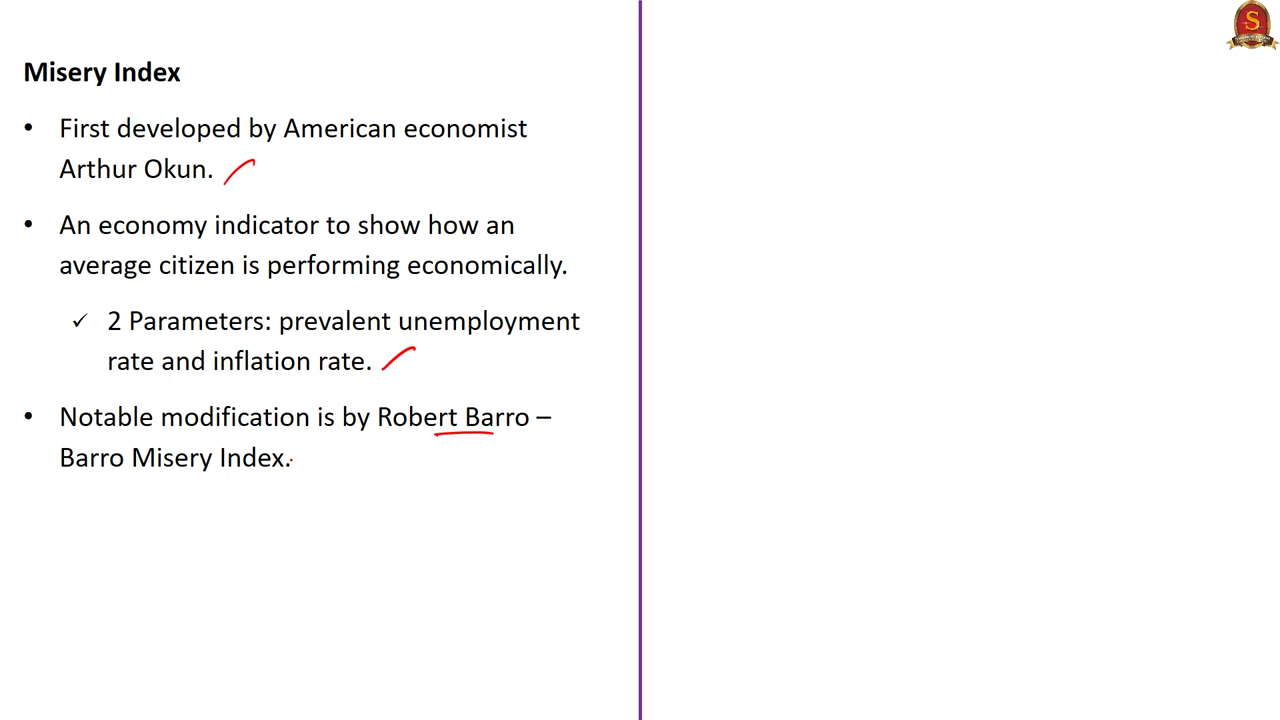 Misery Index
• First developed by American economist
Arthur Okun.
• An economy indicator to show how an
average citizen is performing economically.
✓ 2 Parameters: prevalent unemployment
rate and inflation rate.
• Notable modification is by Robert Barro –
Barro Misery Index.
S